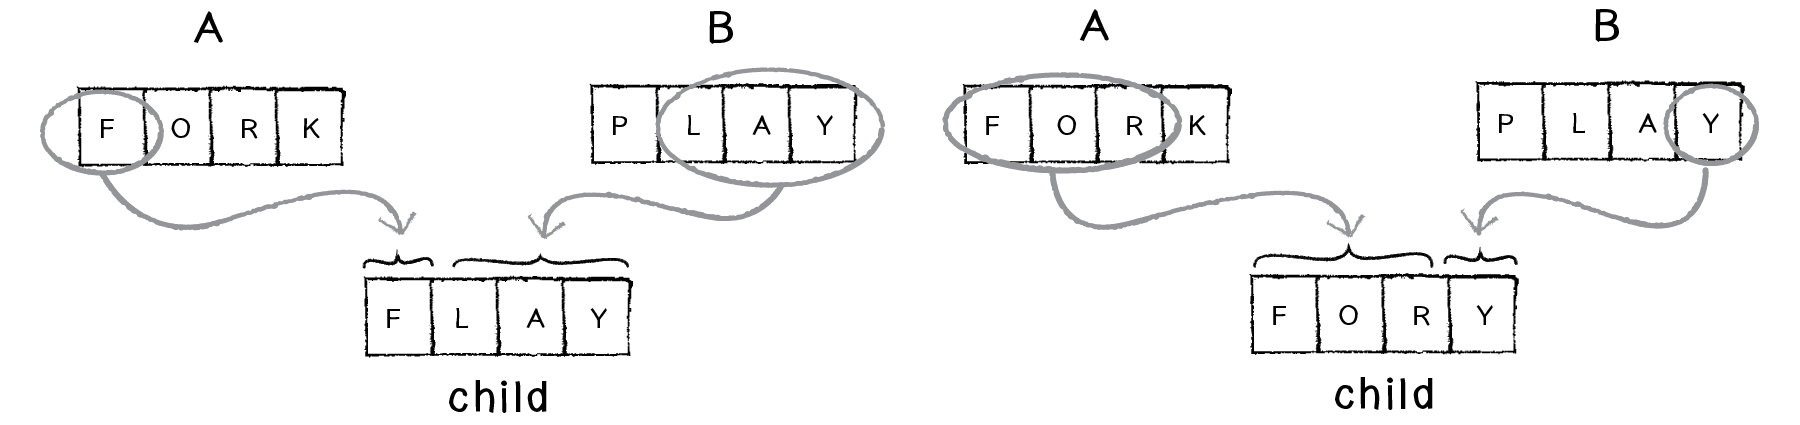 A B A B
F O R K P L A Y F O R K P L A Y
F L A Y F O R Y
child child